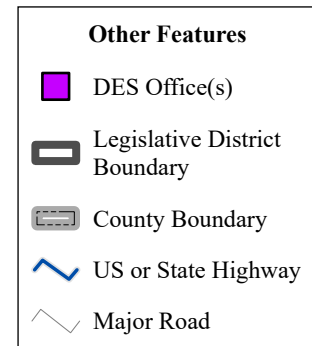 Other Features
DES Office(s)
Legislative District
Boundary
County Boundary
US or State Highway
Major Road